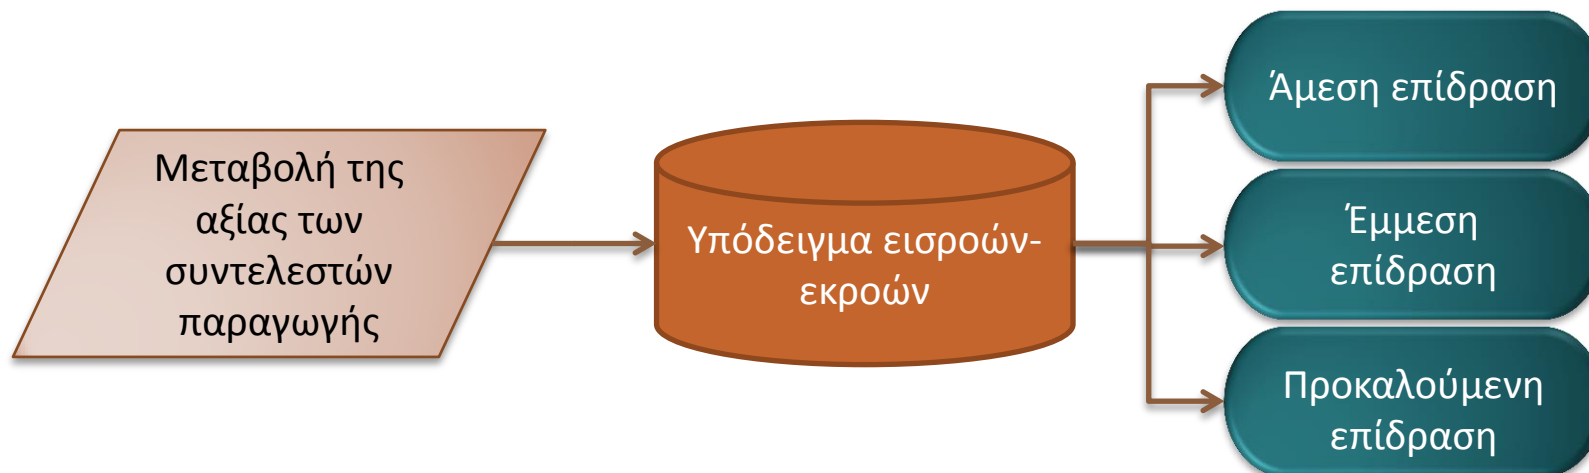 Μεταβολή της
αξίας των
συντελεστών
παραγωγής
Υπόδειγμα εισροών-
εκροών
Άμεση επίδραση
Έμμεση
επίδραση
Προκαλούμενη
επίδραση